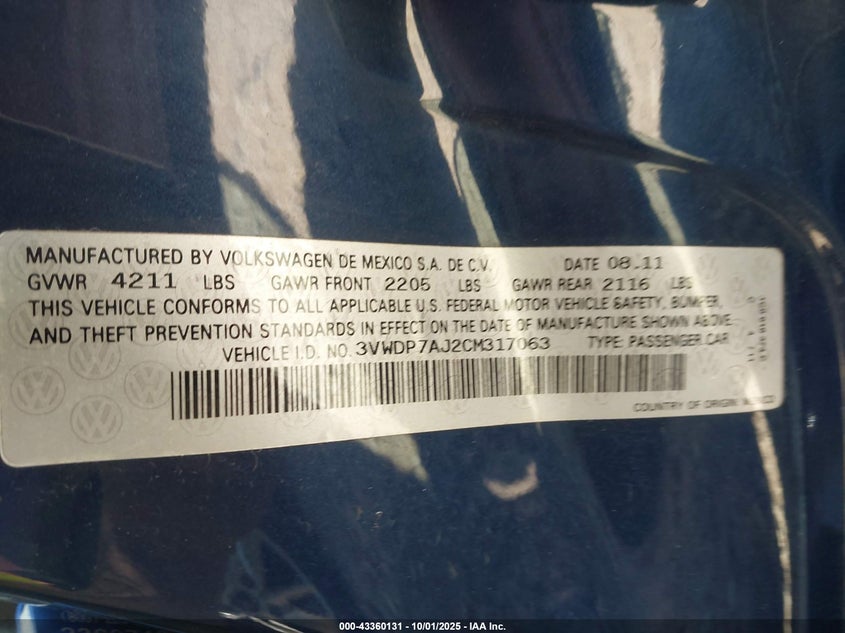 MANUFACTURED BY VOLKSWAGEN DE MEXICO S.A. DE C.V. DATE 08.11
GVWR 4211 LBS GAWR FRONT 2205 LBS GAWR REAR 2116 LBS
THIS VEHICLE CONFORMS TO ALL APPLICABLE U.S. FEDERAL MOTOR VEHICLE SAFETY, BUMPER,
AND THEFT PREVENTION STANDARDS IN EFFECT ON THE DATE OF MANUFACTURE SHOWN ABOVE
VEHICLE I.D. NO. 3VWDP7AJ2CM317063 TYPE: PASSENGER CAR
COUNTRY OF ORIGIN: MEXICO
000-43360131 - 10/01/2025 - IAA Inc.